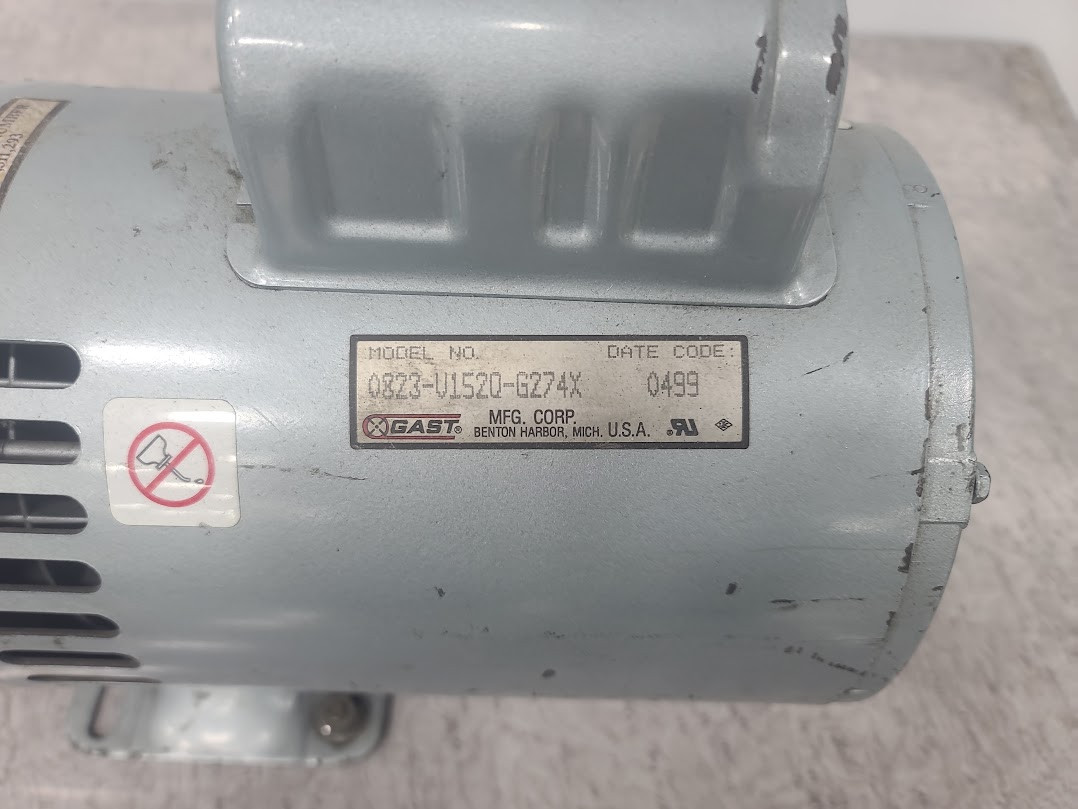 MODEL NO. DATE CODE:
0823-V152Q-G274X 0499
GAST® MFG. CORP.
BENTON HARBOR, MICH. U.S.A.